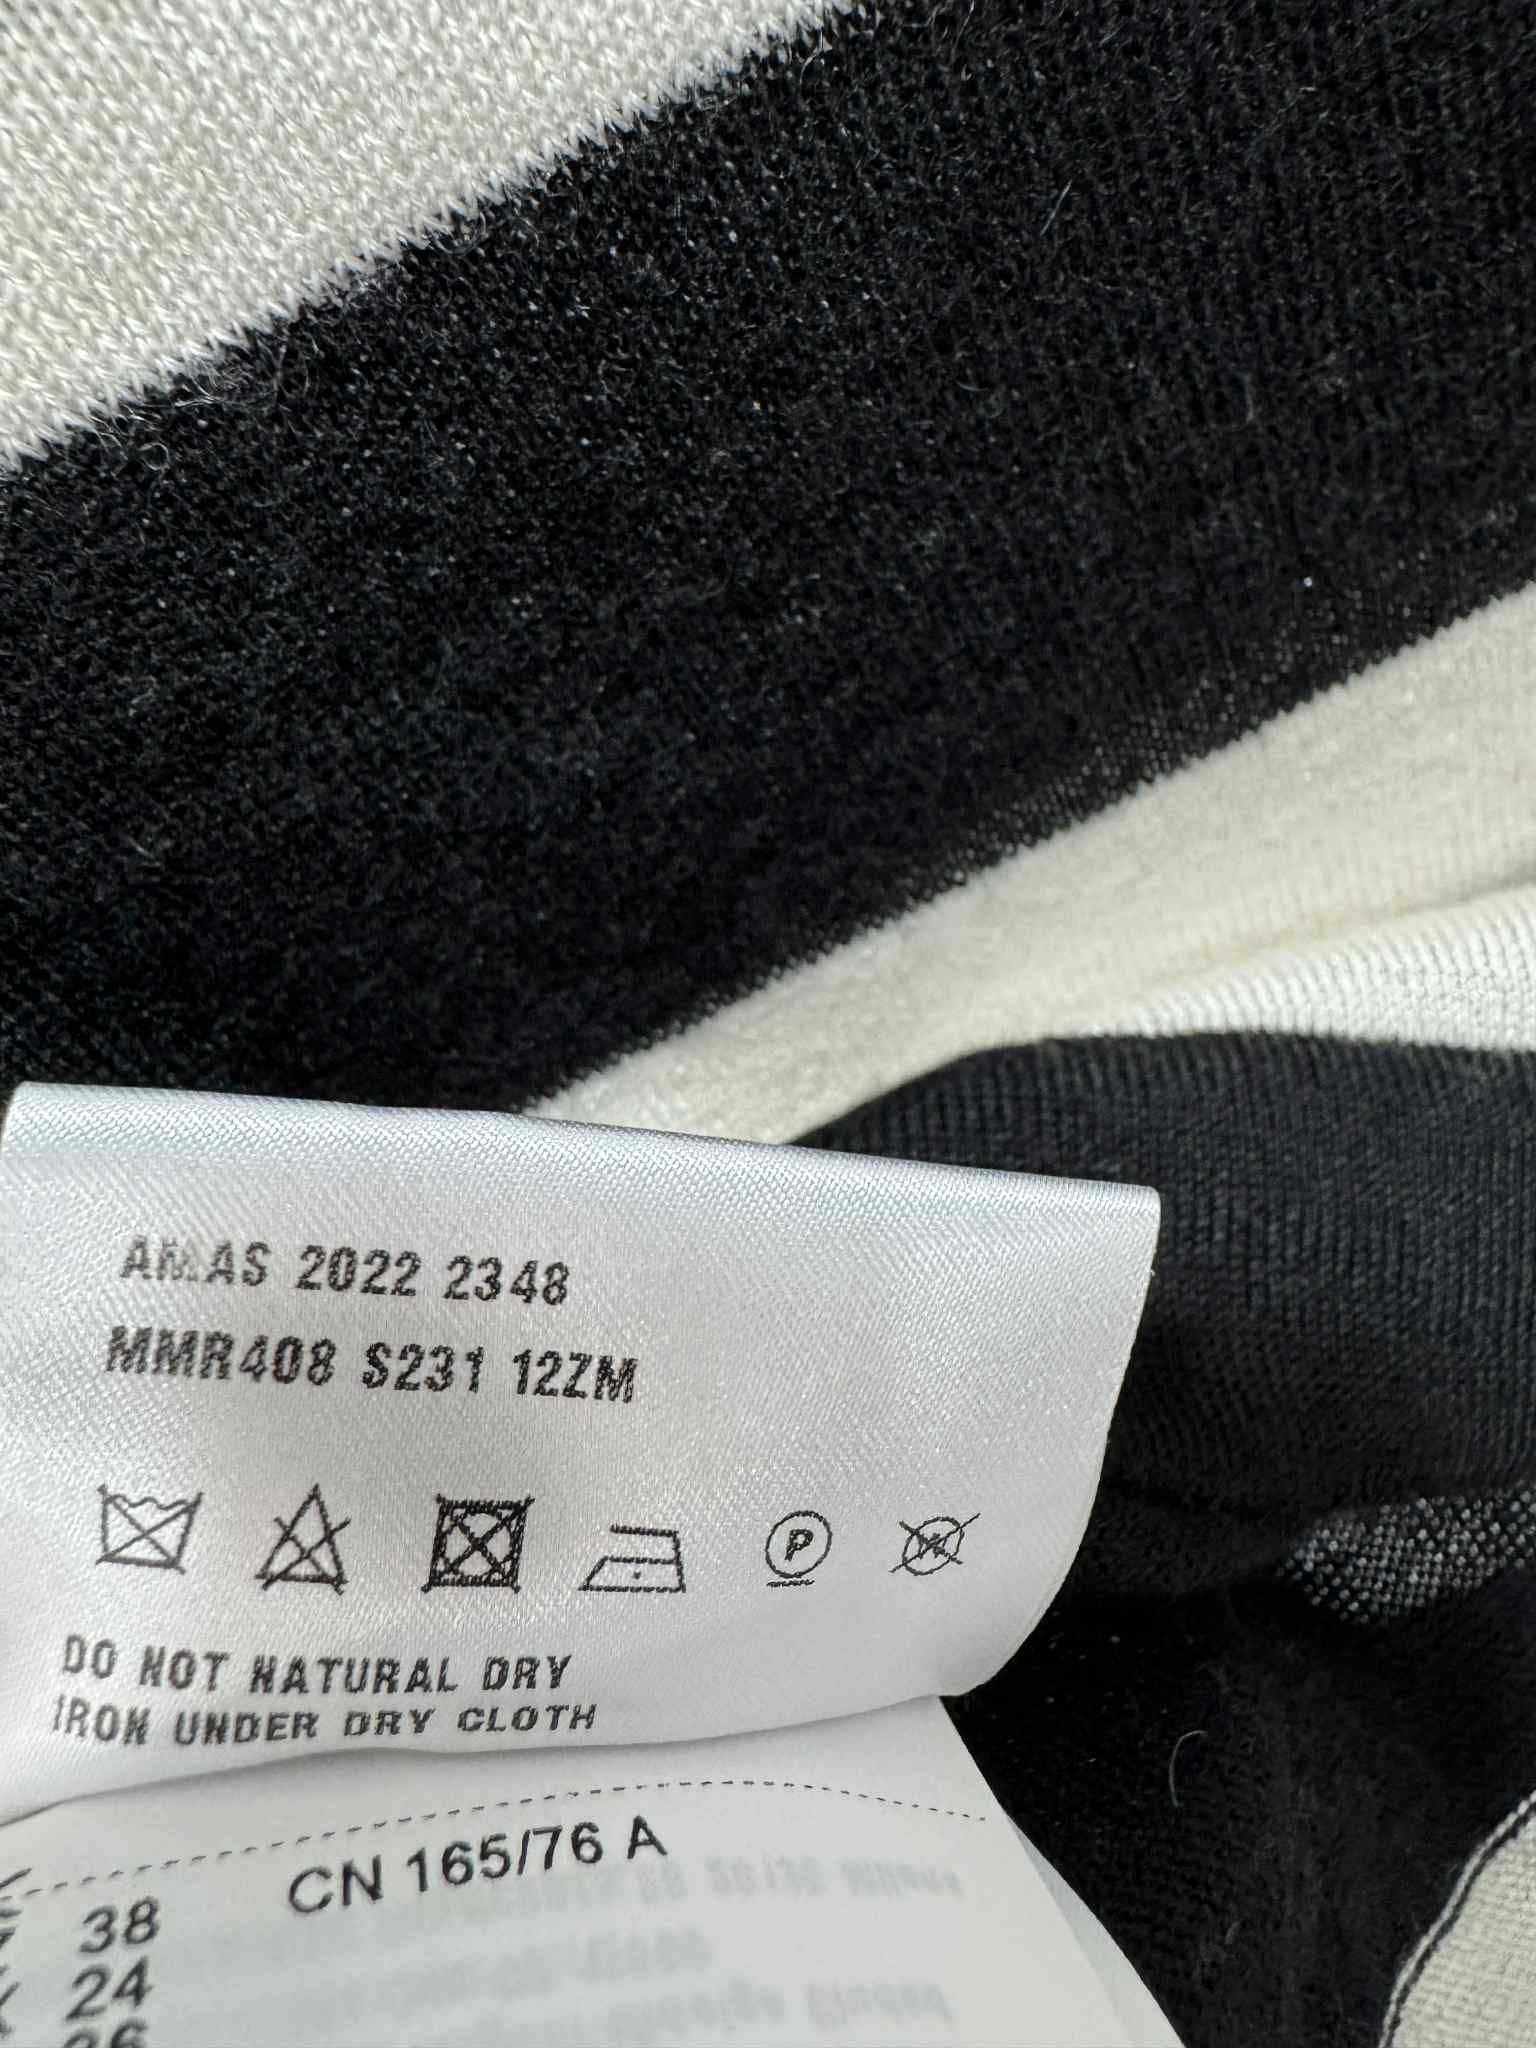 AMAS 2022 2348
MMR408 S231 12ZM
P
W
DO NOT NATURAL DRY
IRON UNDER DRY CLOTH
CN 165/76 A
38
24